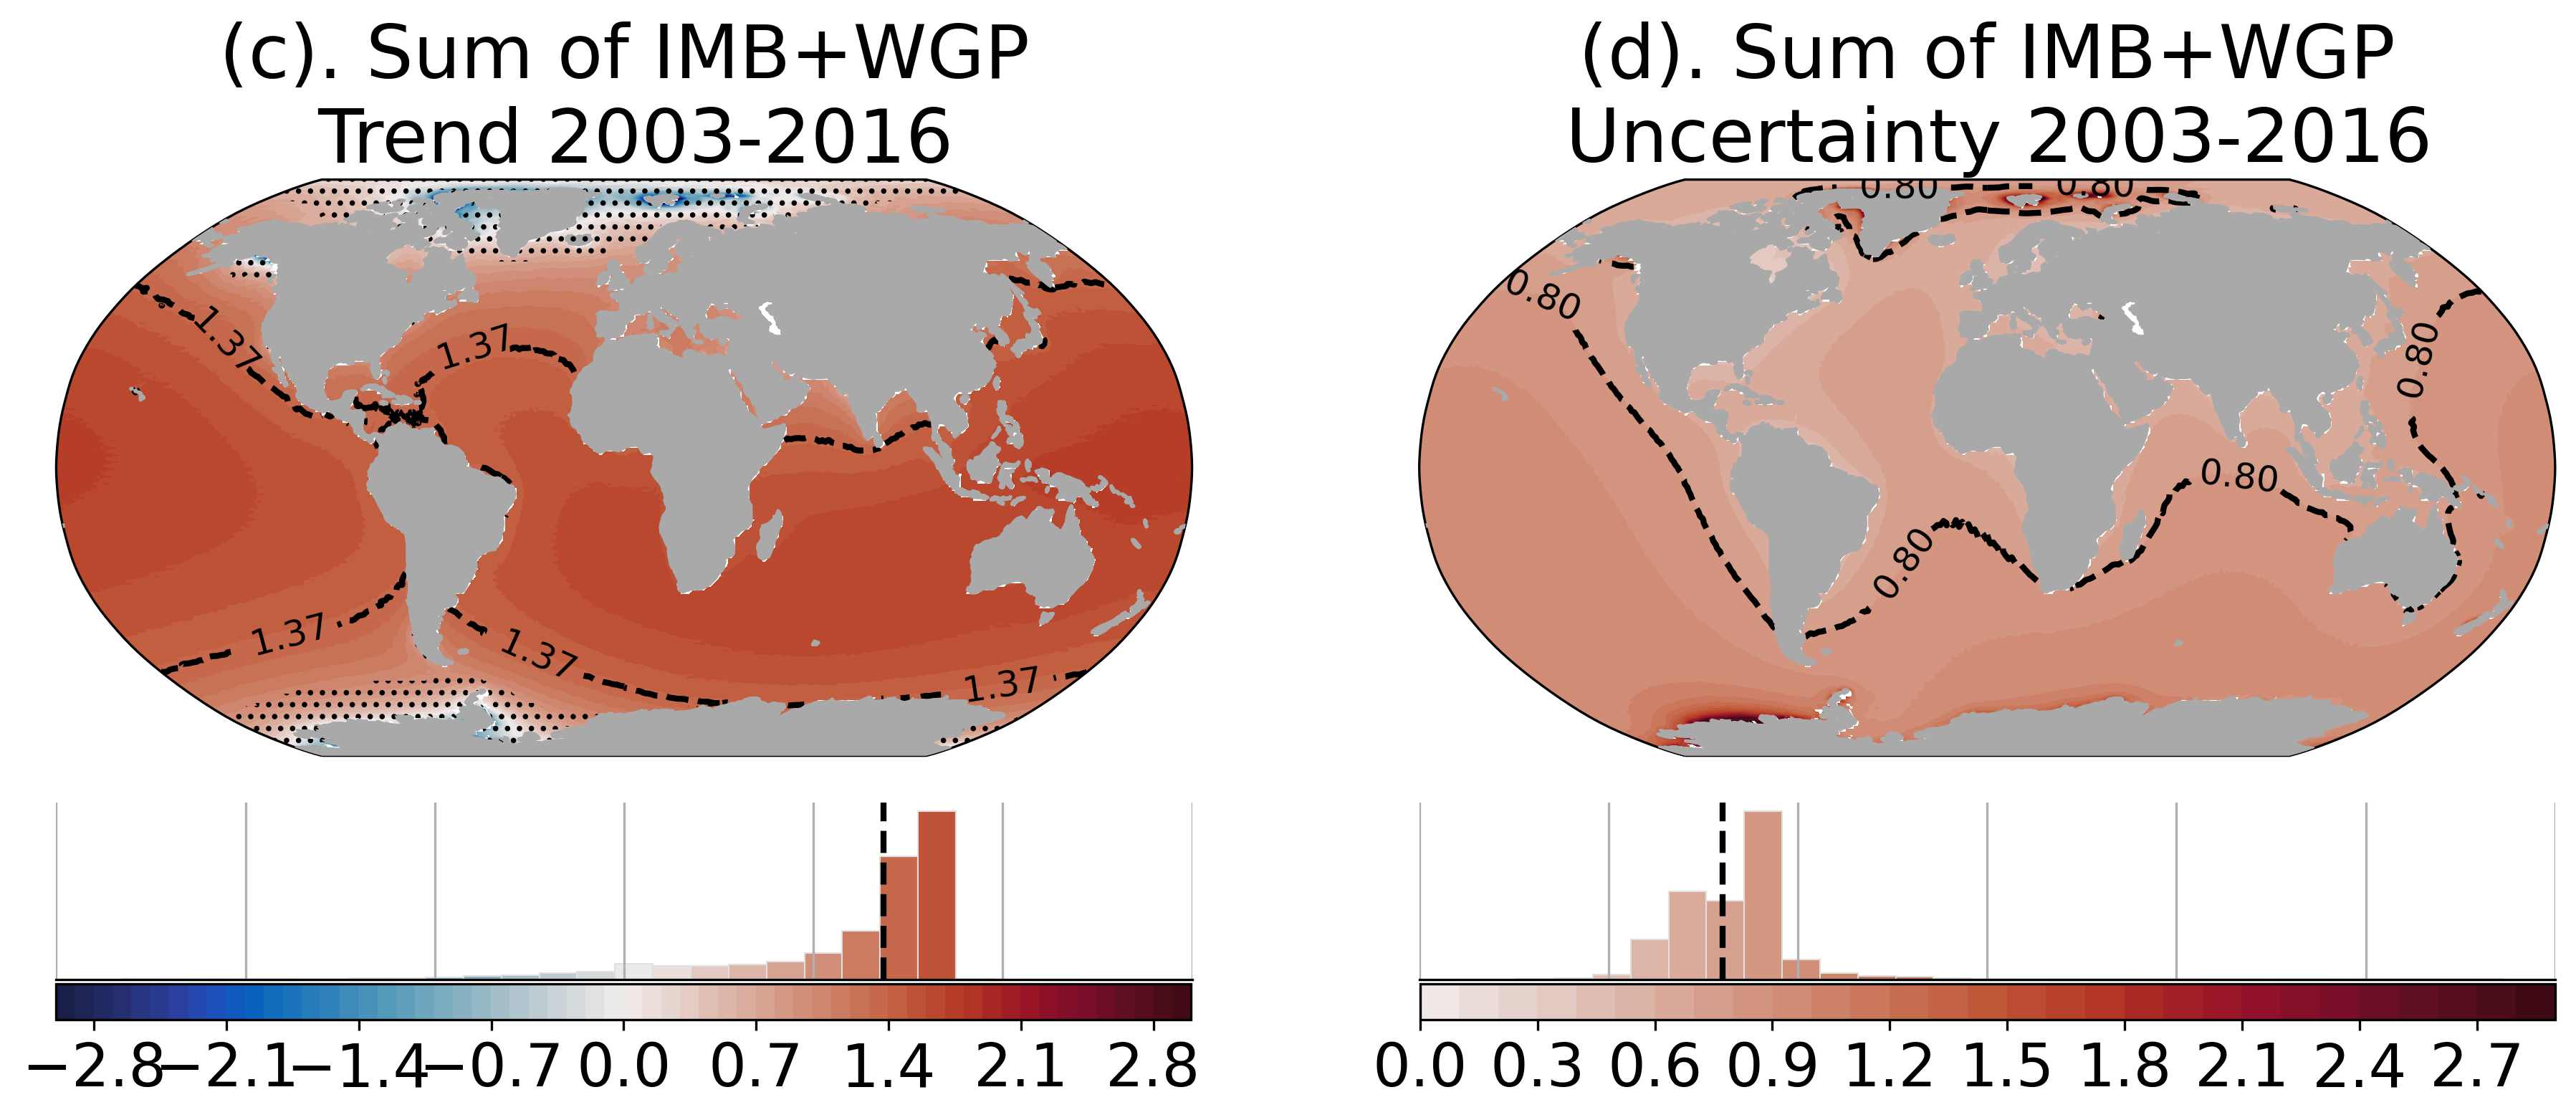 (c). Sum of IMB+WGP
Trend 2003-2016
(d). Sum of IMB+WGP
Uncertainty 2003-2016
1.37
1.37
1.37
1.37
1.37
0.80
0.80
0.80
0.80
0.80
0.80
−2.8 −2.1 −1.4 −0.7 0.0 0.7 1.4 2.1 2.8
0.0 0.3 0.6 0.9 1.2 1.5 1.8 2.1 2.4 2.7